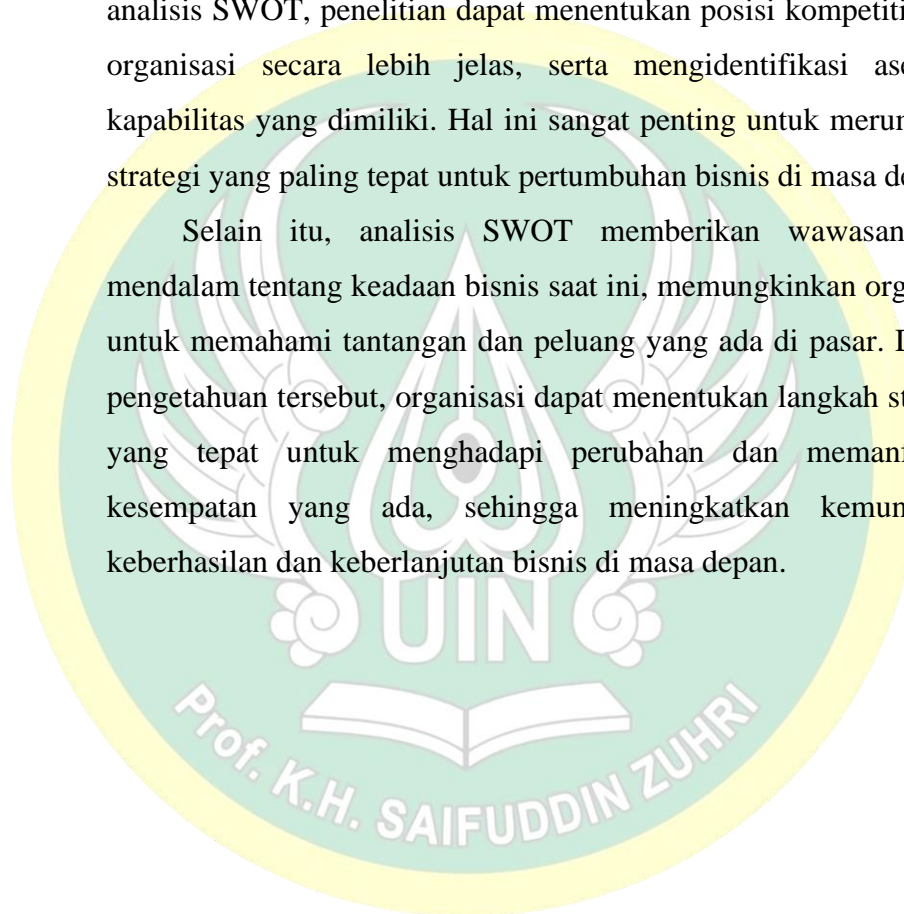 analisis SWOT, penelitian dapat menentukan posisi kompetiti
organisasi secara lebih jelas, serta mengidentifikasi as
kapabilitas yang dimiliki. Hal ini sangat penting untuk merun
strategi yang paling tepat untuk pertumbuhan bisnis di masa de
Selain itu, analisis SWOT memberikan wawasan
mendalam tentang keadaan bisnis saat ini, memungkinkan org
untuk memahami tantangan dan peluang yang ada di pasar. D
pengetahuan tersebut, organisasi dapat menentukan langkah st
yang tepat untuk menghadapi perubahan dan memanf
kesempatan yang ada, sehingga meningkatkan kemun
keberhasilan dan keberlanjutan bisnis di masa depan.
UIN
Prof. K.H. SAIFUDDIN ZUHRI